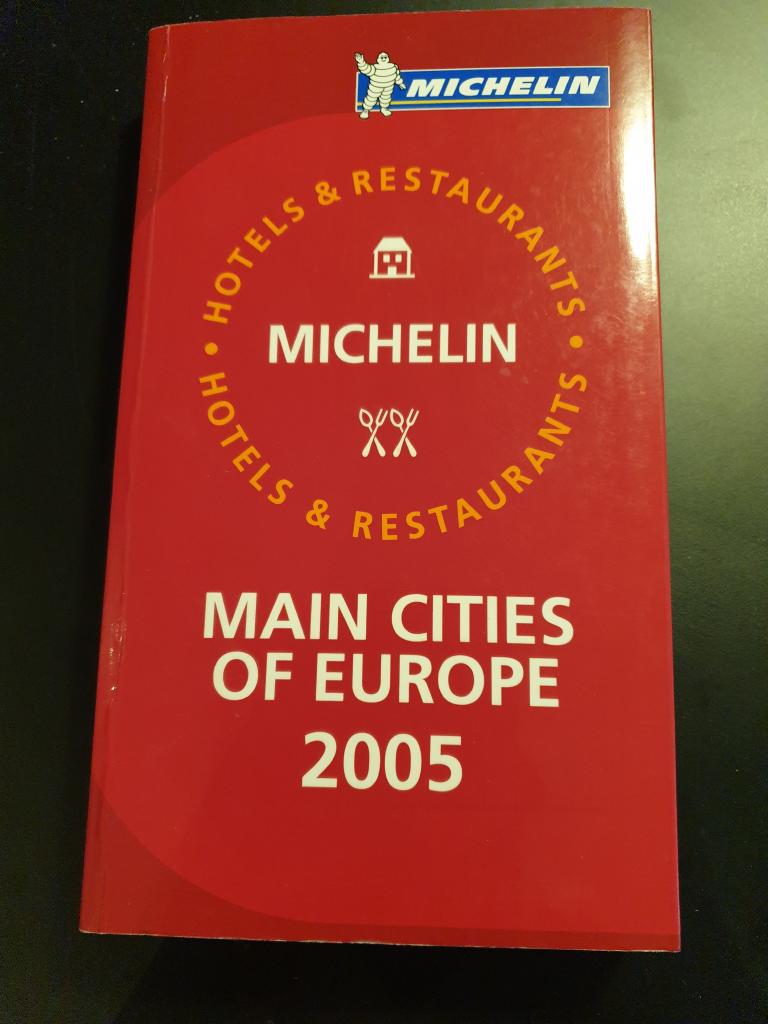 MICHELIN
HOTELS & RESTAURANTS
MICHELIN
HOTELS & RESTAURANTS
MAIN CITIES
OF EUROPE
2005